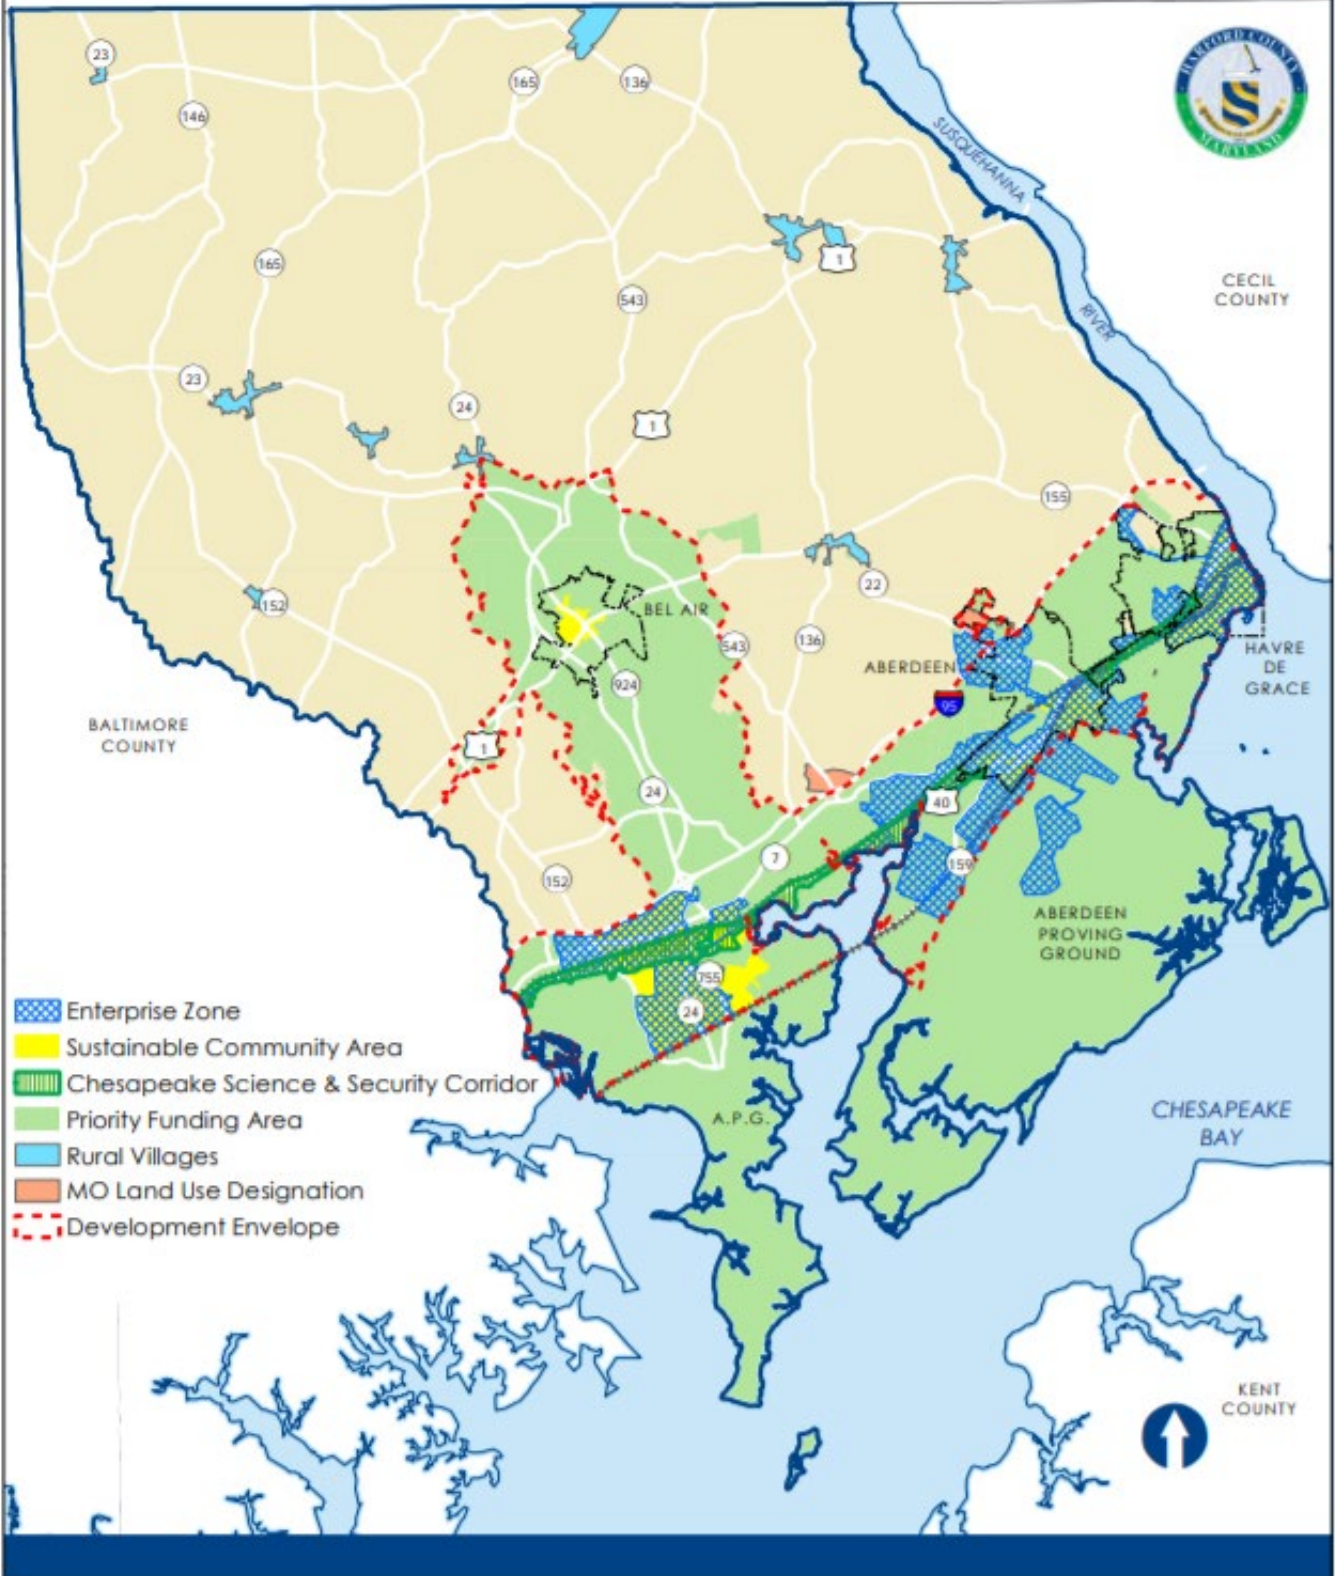 23
165
136
146
HARFORD COUNTY
MARYLAND
SUSQUEHANNA
RIVER
165
1
543
CECIL
COUNTY
23
24
1
155
152
BEL AIR
22
543
136
ABERDEEN
924
95
HAVRE
DE
GRACE
BALTIMORE
COUNTY
1
24
40
7
159
152
ABERDEEN
PROVING
GROUND
755
24
Enterprise Zone
Sustainable Community Area
Chesapeake Science & Security Corridor
Priority Funding Area
Rural Villages
MO Land Use Designation
Development Envelope
A.P.G.
CHESAPEAKE
BAY
KENT
COUNTY